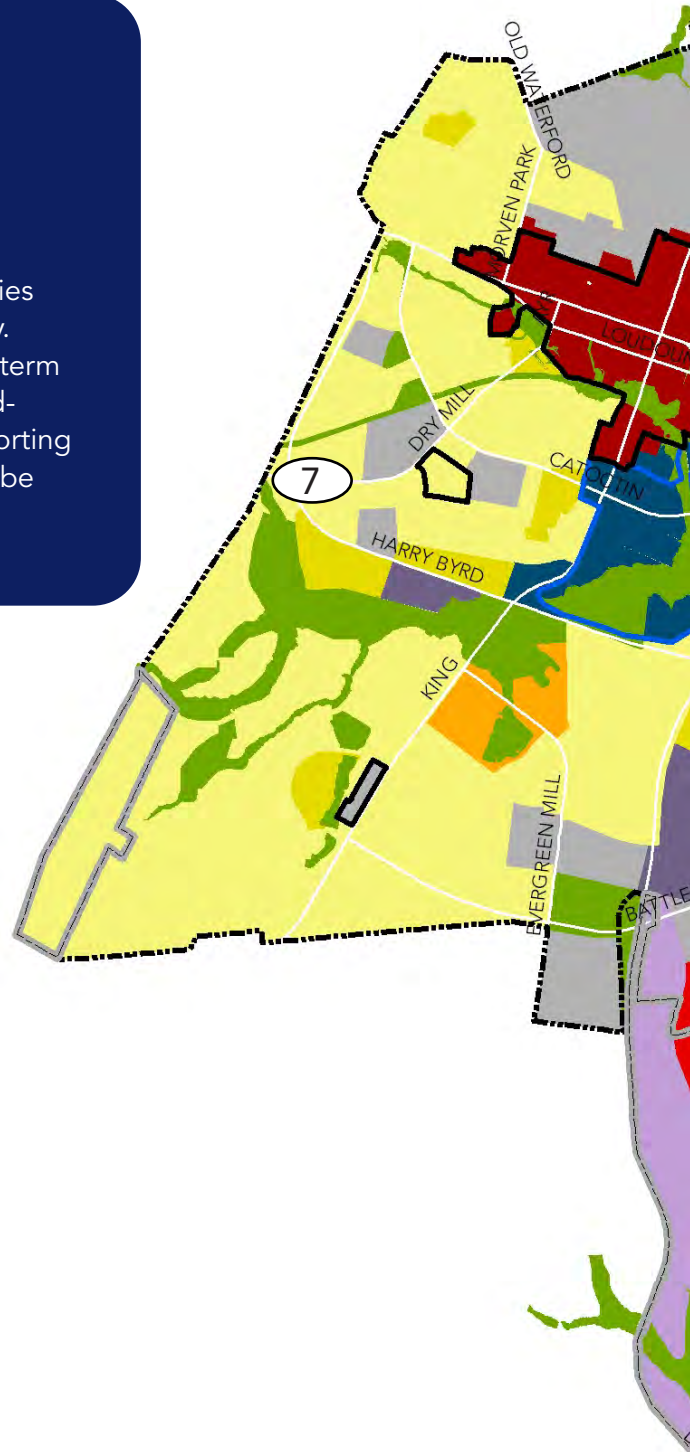 ies
y.
term
d-
orting
be
OLD WATERFORD
MORVEN PARK
LOUDOUN
DRY MILL
CATOCTIN
7
HARRY BYRD
KING
EVERGREEN MILL
BATTLE